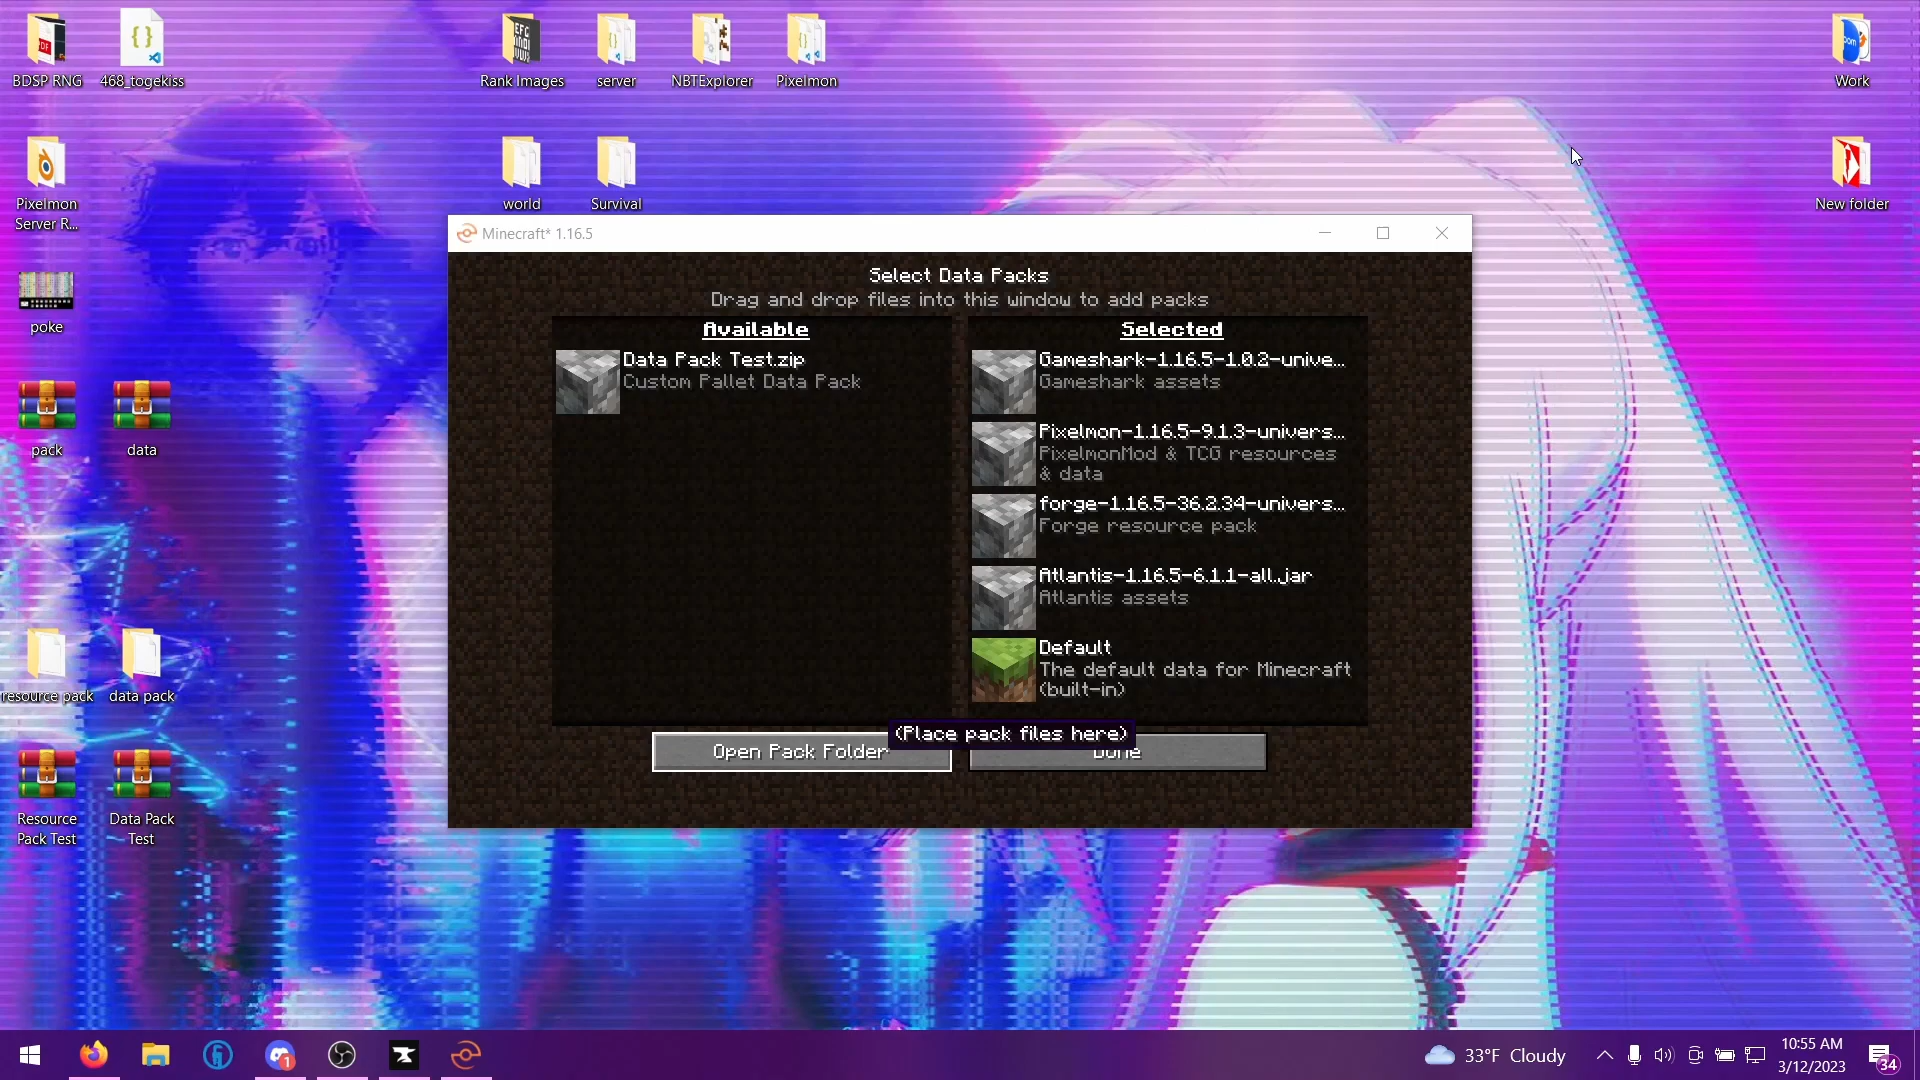 BDSP RNG
468_togekiss
Rank Images
server
NBTExplorer
Pixelmon
Work
Pixelmon
Server R...
world
Survival
New folder
poke
pack
data
resource pack
data pack
Resource
Pack Test
Data Pack
Test
Minecraft* 1.16.5
Select Data Packs
Drag and drop files into this window to add packs
Available
Data Pack Test.zip
Custom Pallet Data Pack
Selected
Gameshark-1.16.5-1.0.2-unive...
Gameshark assets
Pixelmon-1.16.5-9.1.3-univers...
PixelmonMod & TCG resources
& data
forge-1.16.5-36.2.34-univers...
Forge resource pack
Atlantis-1.16.5-6.1.1-all.jar
Atlantis assets
Default
The default data for Minecraft
(built-in)
(Place pack files here)
Open Pack Folder
Done
1
33°F Cloudy
10:55 AM
3/12/2023
34